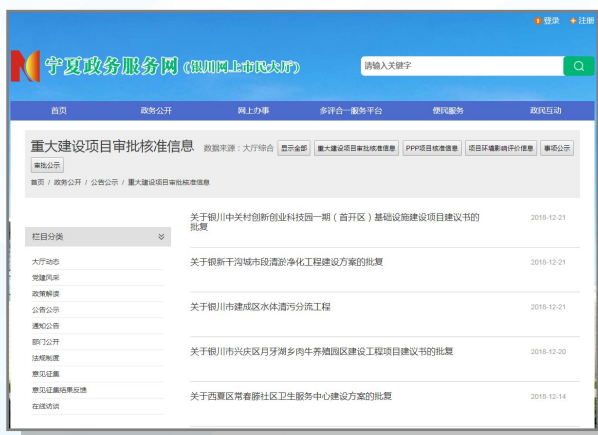 登录 注册
宁夏政务服务网(银川网上市民大厅)
请输入关键字
首页 政务公开 网上办事 多评合一服务平台 便民服务 政民互动
重大建设项目审批核准信息 数据来源：大厅综合 显示全部 重大建设项目审批核准信息 PPP项目核准信息 项目环境影响评价信息 事项公示
审批公示
首页 / 政务公开 / 公告公示 / 重大建设项目审批核准信息
栏目分类
大厅动态
党建风采
政策解读
公告公示
通知公告
部门公开
法规制度
意见征集
意见征集结果反馈
在线访谈
关于银川中关村创新创业科技园一期（首开区）基础设施建设项目建议书的 2018-12-21
批复
关于银新干沟城市段清淤净化工程建设方案的批复 2018-12-21
关于银川市建成区水体清污分流工程 2018-12-21
关于银川市兴庆区月牙湖乡肉牛养殖园区建设工程项目建议书的批复 2018-12-20
关于西夏区常春藤社区卫生服务中心建设方案的批复 2018-12-14